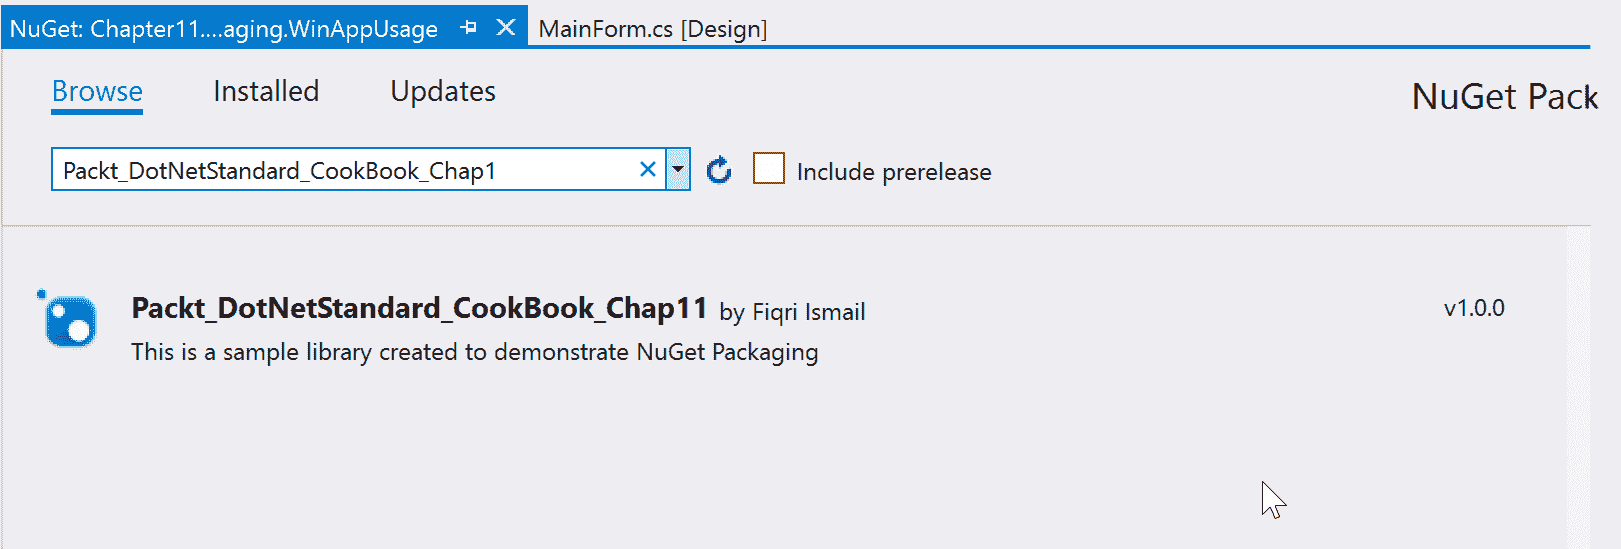 NuGet: Chapter11....aging.WinAppUsage MainForm.cs [Design]
Browse Installed Updates NuGet Pack
Packt_DotNetStandard_CookBook_Chap1 Include prerelease
Packt_DotNetStandard_CookBook_Chap11 by Fiqri Ismail v1.0.0
This is a sample library created to demonstrate NuGet Packaging